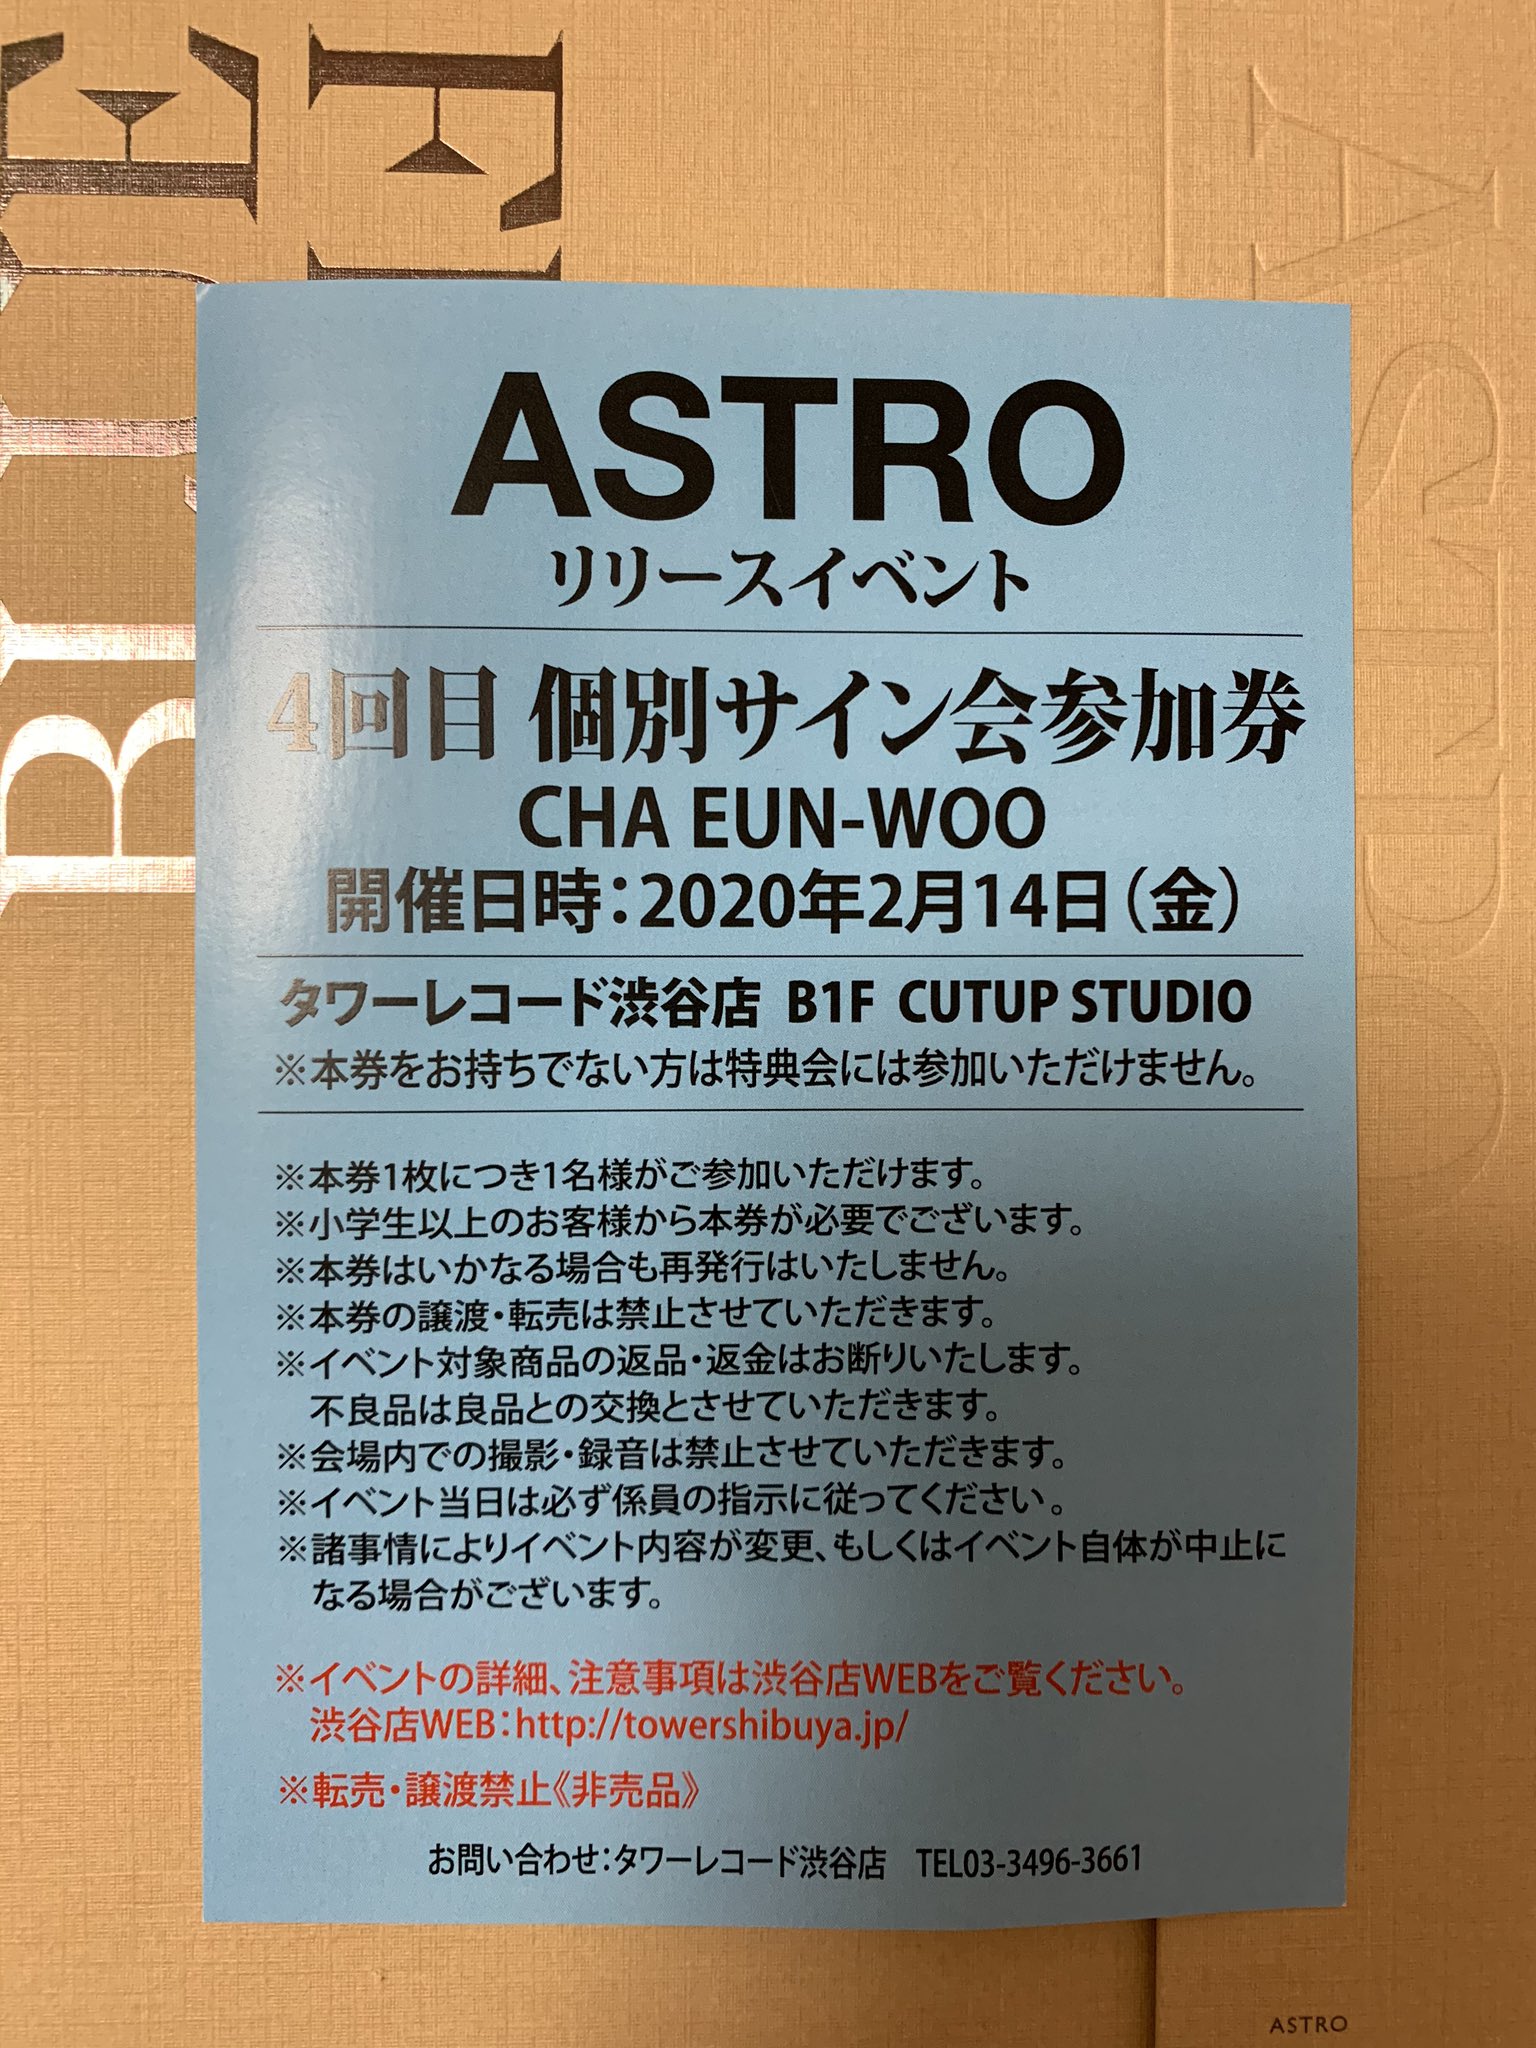 BLUE
F
ASTRO
リリースイベント
4回目 個別サイン会参加券
CHA EUN-WOO
開催日時:2020年2月14日(金)
タワーレコード渋谷店 B1F CUTUP STUDIO
※本券をお持ちでない方は特典会には参加いただけません。
※本券1枚につき1名様がご参加いただけます。
※小学生以上のお客様から本券が必要でございます。
※本券はいかなる場合も再発行はいたしません。
※本券の譲渡・転売は禁止させていただきます。
※イベント対象商品の返品・返金はお断りいたします。
不良品は良品との交換とさせていただきます。
※会場内での撮影・録音は禁止させていただきます。
※イベント当日は必ず係員の指示に従ってください。
※諸事情によりイベント内容が変更、もしくはイベント自体が中止に
なる場合がございます。
※イベントの詳細、注意事項は渋谷店WEBをご覧ください。
渋谷店WEB:http://towershibuya.jp/
※転売・譲渡禁止《非売品》
お問い合わせ:タワーレコード渋谷店 TEL03-3496-3661
ASTRO